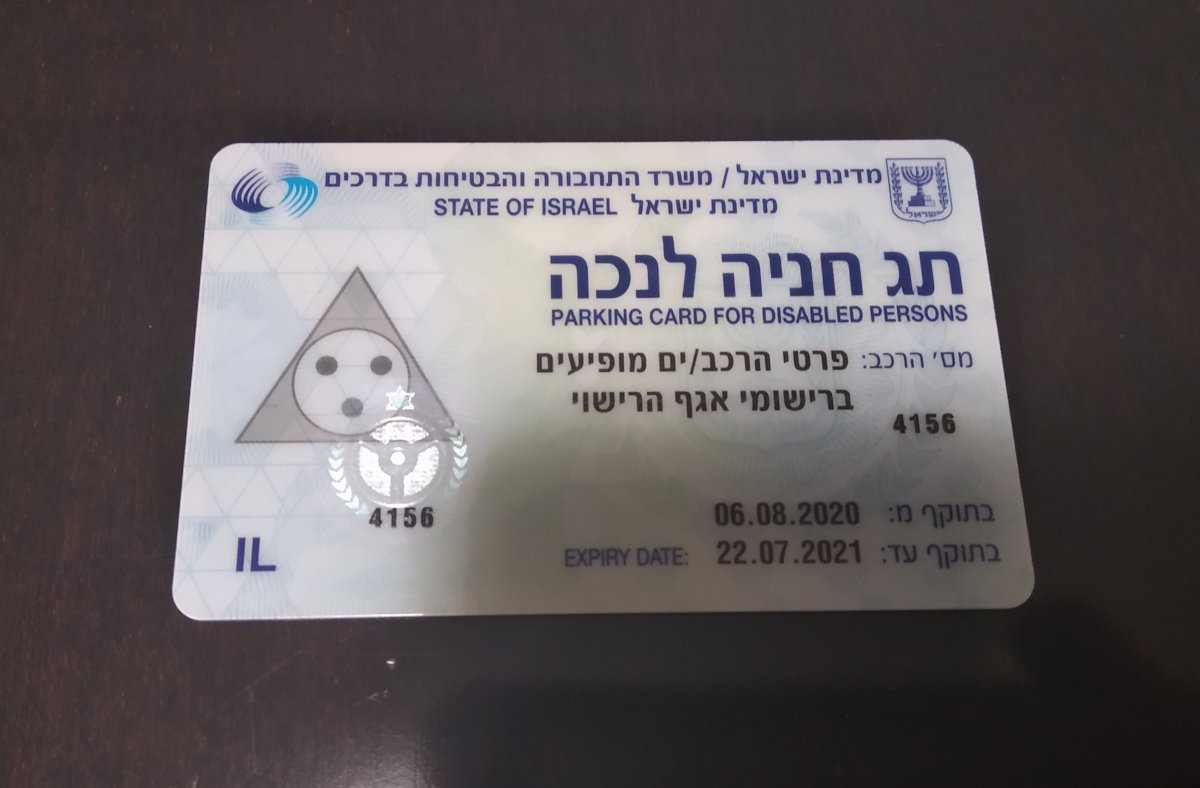 מדינת ישראל / משרד התחבורה והבטיחות בדרכים
מדינת ישראל STATE OF ISRAEL
ישראל
תג חניה לנכה
PARKING CARD FOR DISABLED PERSONS
מס׳ הרכב: פרטי הרכב/ים מופיעים
ברישומי אגף הרישוי
4156
4156
בתוקף מ: 06.08.2020
בתוקף עד: 22.07.2021 EXPIRY DATE:
IL